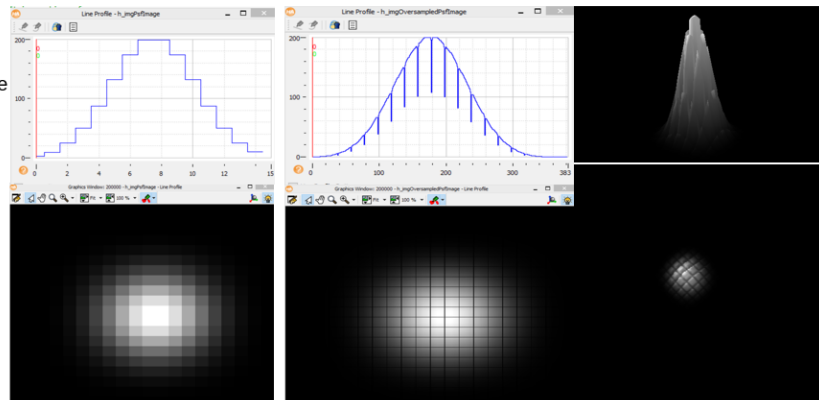 Line Profile - h_imgPsfImage
200
100
0
0 2 4 6 8 10 12 15
Graphics Window: 200000 - h_imgPsfImage - Line Profile
Fit
100 %
Line Profile - h_imgOversampledPsfImage
200
100
0
0 100 200 300 383
Graphics Window: 200000 - h_imgOversampledPsfImage - Line Profile
Fit
100 %